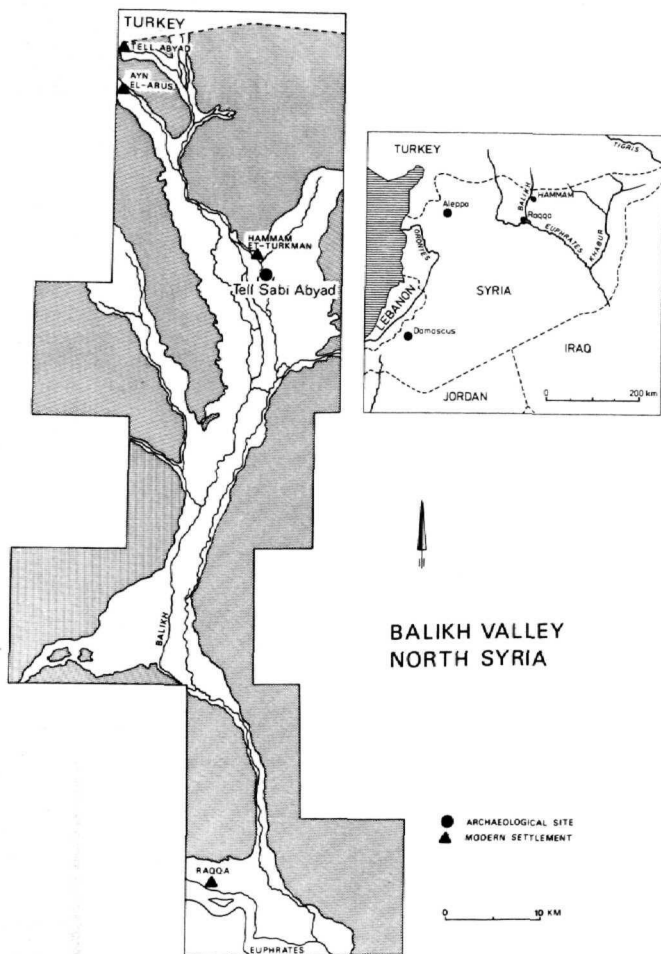 TURKEY
TELL ABYAD
AYN
EL-ARUS
HAMMAM
ET-TURKMAN
Tell Sabi Abyad
BALIKH
RAQQA
EUPHRATES
TURKEY
TIGRIS
BALIKH
HAMMAM
Aleppo
Raqqa
EUPHRATES
KHABUR
ORONTES
SYRIA
LEBANON
Damascus
IRAQ
JORDAN
0 200 km
BALIKH VALLEY
NORTH SYRIA
ARCHAEOLOGICAL SITE
MODERN SETTLEMENT
0 10 KM